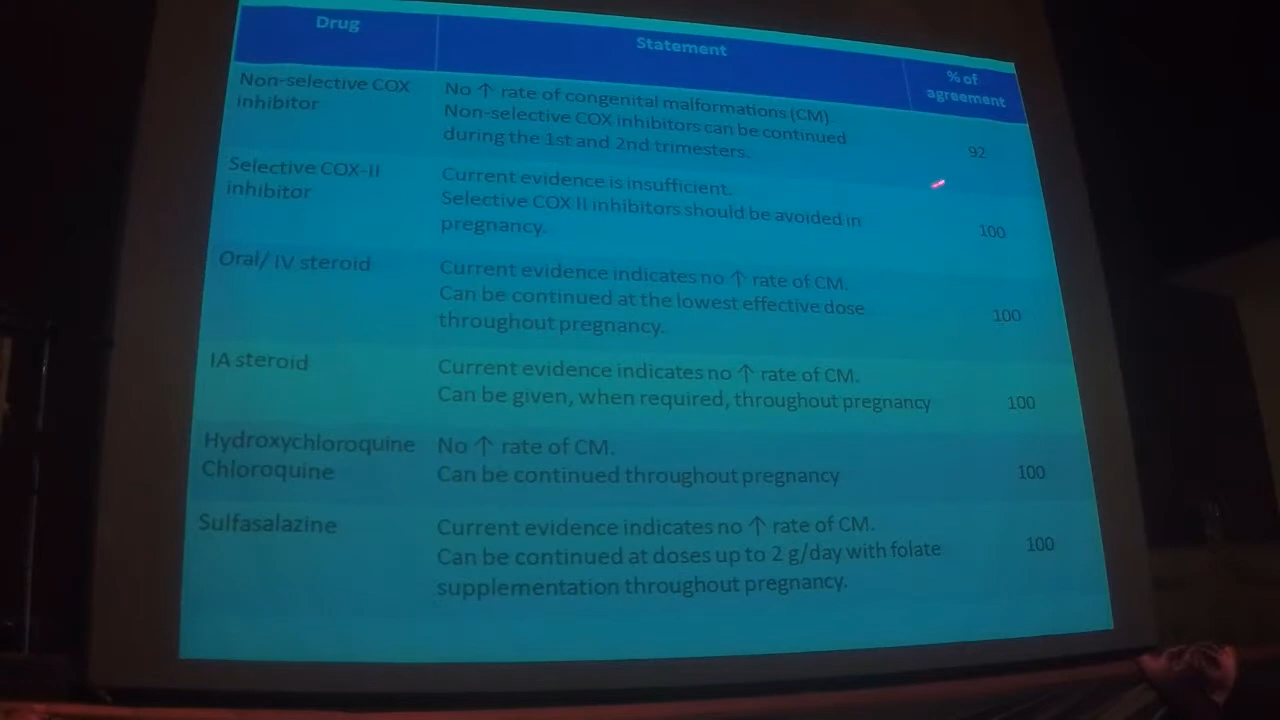 Drug
Statement
% of
agreement
Non-selective COX
inhibitor
No ↑ rate of congenital malformations (CM)
Non-selective COX inhibitors can be continued
during the 1st and 2nd trimesters.
92
Selective COX-II
inhibitor
Current evidence is insufficient.
Selective COX II inhibitors should be avoided in
pregnancy.
100
Oral/ IV steroid
Current evidence indicates no ↑ rate of CM.
Can be continued at the lowest effective dose
throughout pregnancy.
100
IA steroid
Current evidence indicates no ↑ rate of CM.
Can be given, when required, throughout pregnancy
100
Hydroxychloroquine
Chloroquine
No ↑ rate of CM.
Can be continued throughout pregnancy
100
Sulfasalazine
Current evidence indicates no ↑ rate of CM.
Can be continued at doses up to 2 g/day with folate
supplementation throughout pregnancy.
100